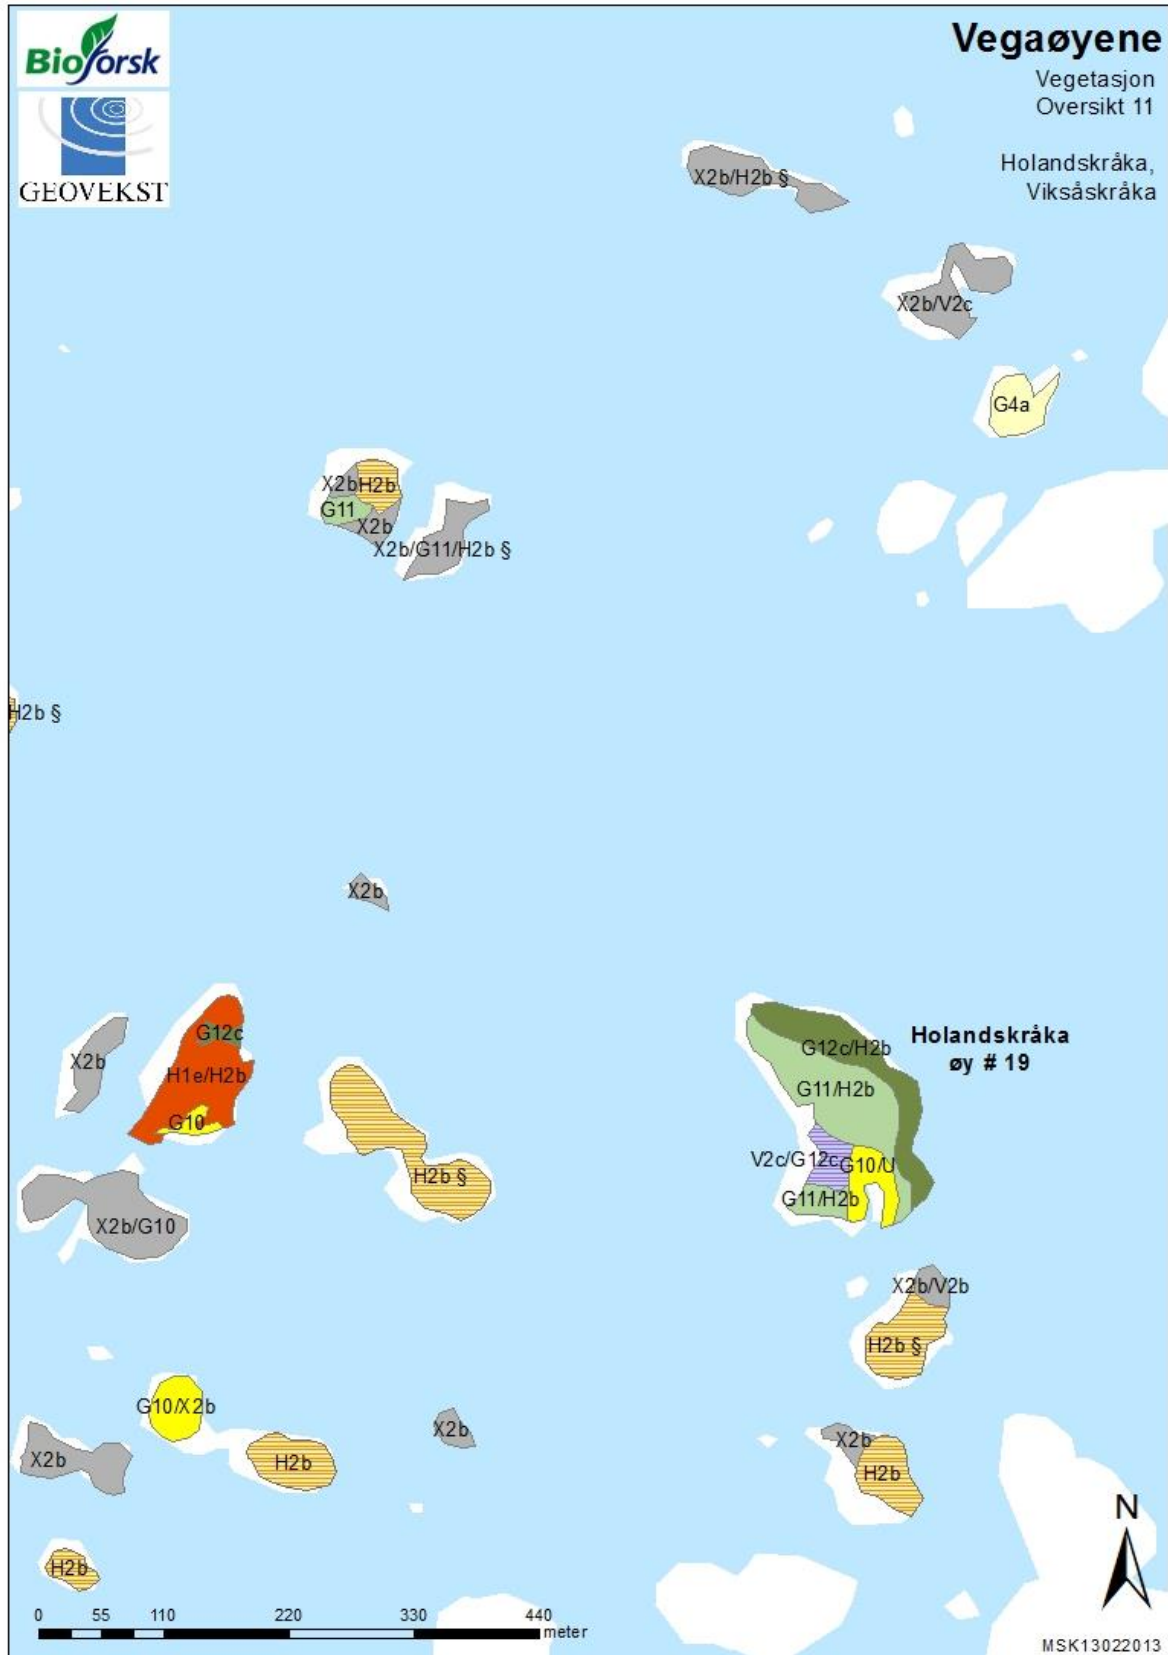 Bioforsk
GEOVEKST
Vegaøyene
Vegetasjon
Oversikt 11
Holandskråka,
Viksåskråka
X2b/H2b §
X2b/V2c
G4a
X2b
H2b
G11
X2b
X2b/G11/H2b §
H2b §
X2b
G12c
X2b
H1e/H2b
G10
H2b §
X2b/G10
Holandskråka
øy # 19
G12c/H2b
G11/H2b
V2c/G12c
G10/U
G11/H2b
X2b/V2b
H2b §
G10/X2b
X2b
X2b
H2b
X2b
H2b
H2b
N
0 55 110 220 330 440
meter
MSK13022013